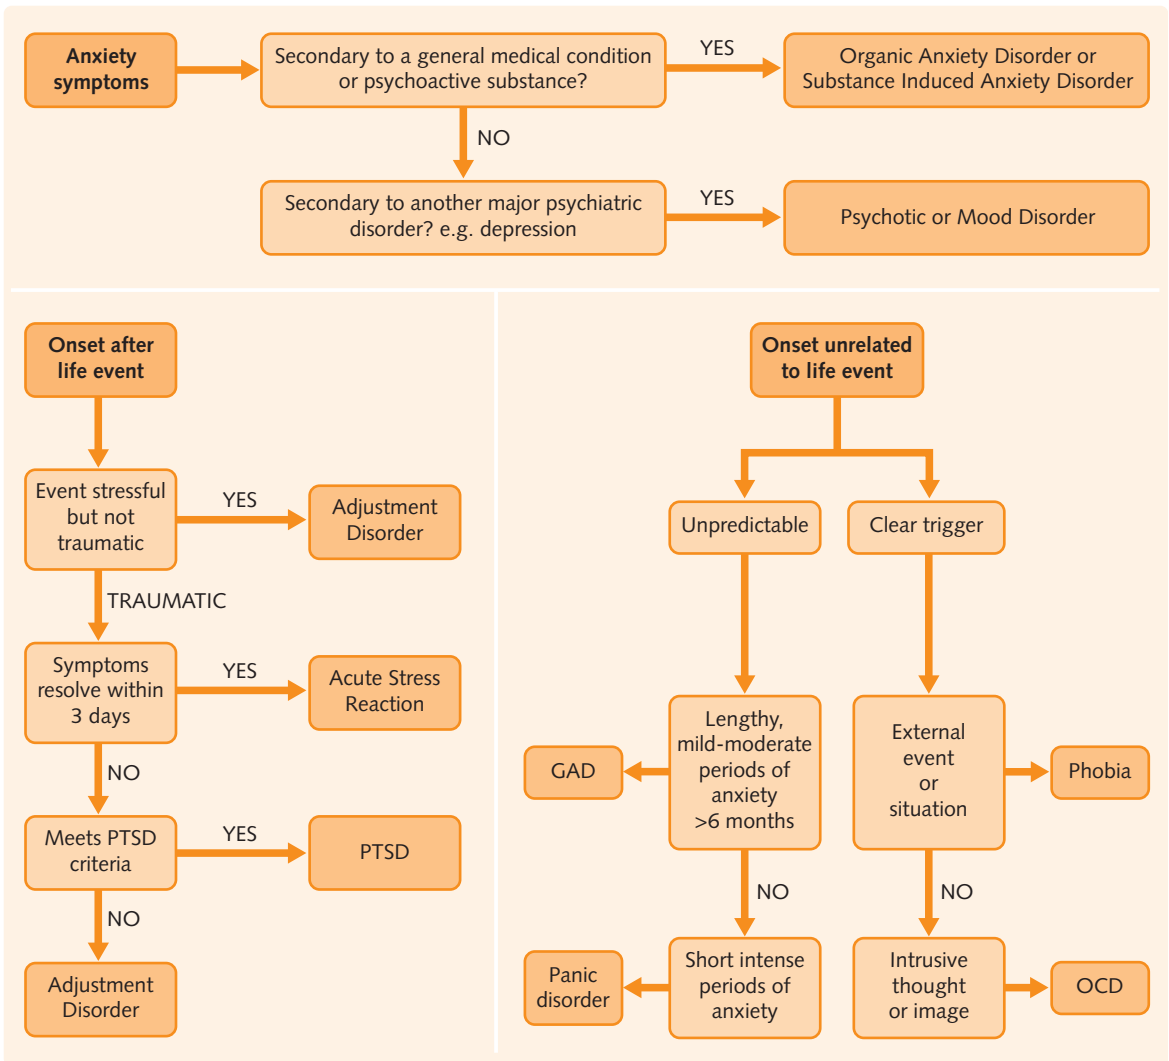 Anxiety
symptoms
Secondary to a general medical condition
or psychoactive substance?
YES
Organic Anxiety Disorder or
Substance Induced Anxiety Disorder
NO
Secondary to another major psychiatric
disorder? e.g. depression
YES
Psychotic or Mood Disorder
Onset after
life event
Event stressful
but not
traumatic
YES
Adjustment
Disorder
TRAUMATIC
Symptoms
resolve within
3 days
YES
Acute Stress
Reaction
NO
Meets PTSD
criteria
YES
PTSD
NO
Adjustment
Disorder
Onset unrelated
to life event
Unpredictable
Clear trigger
GAD
Lengthy,
mild-moderate
periods of
anxiety
>6 months
External
event
or
situation
Phobia
NO
NO
Panic
disorder
Short intense
periods of
anxiety
Intrusive
thought
or image
OCD